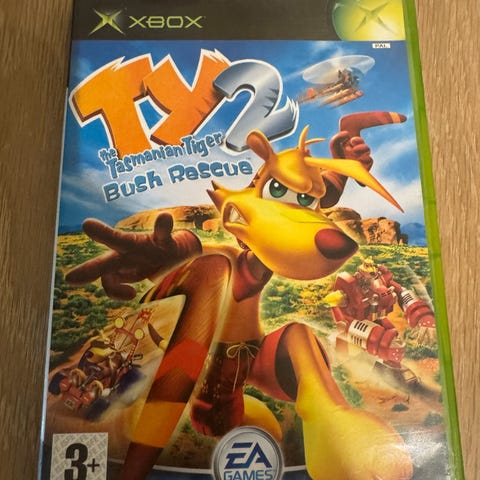 XBOX
PAL
TY2
the
Tasmanian Tiger
Bush Rescue
3+
EA
GAMES